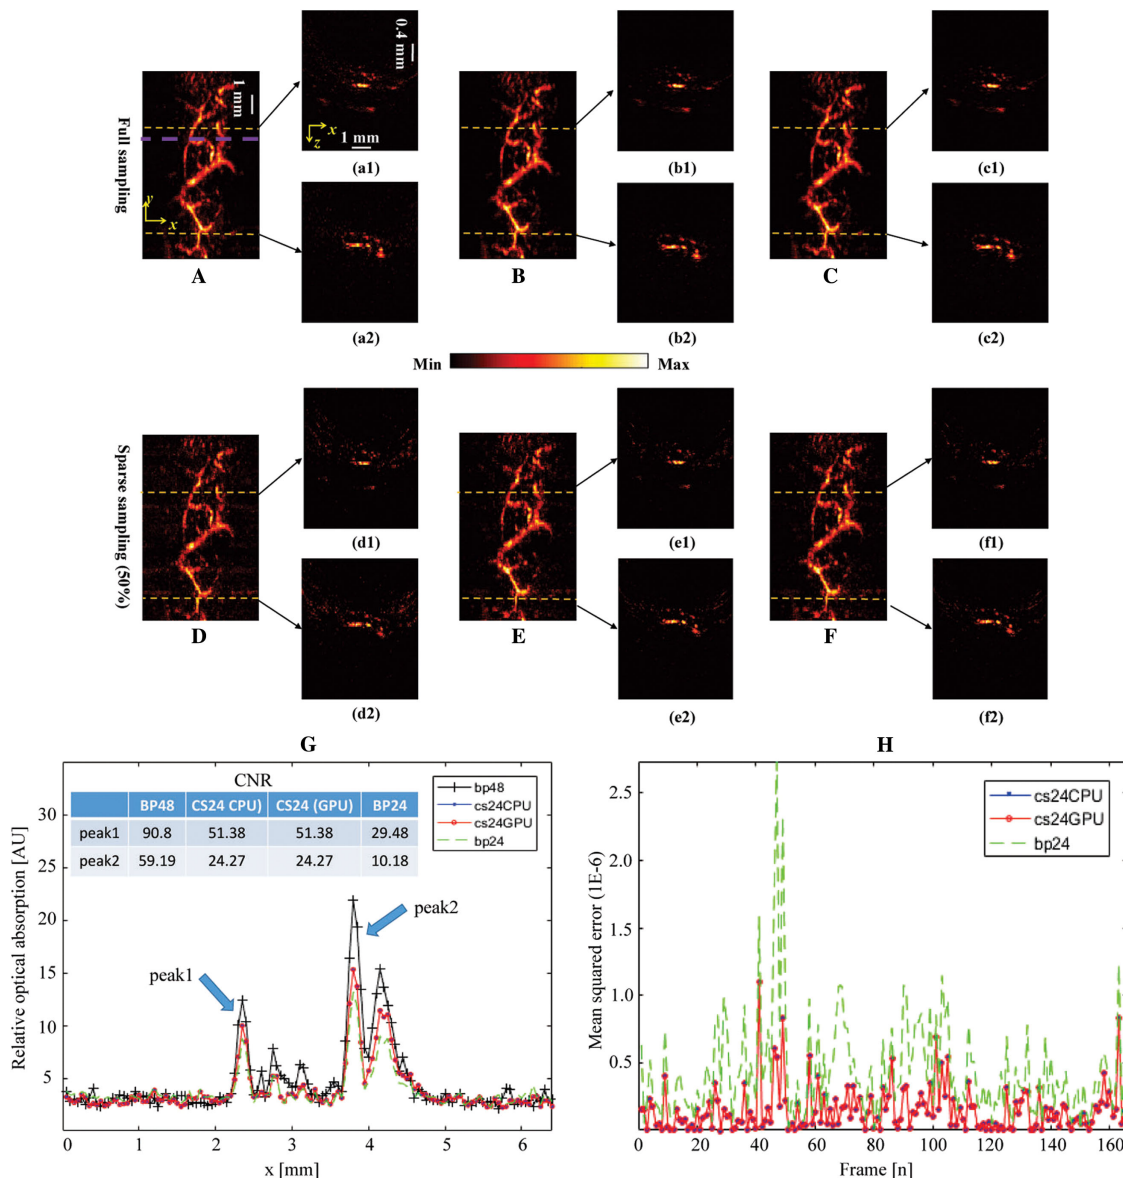 Full sampling
1 mm
y
x
A
0.4 mm
x
z
1 mm
(a1)
(a2)
B
(b1)
(b2)
C
(c1)
(c2)
Min
Max
Sparse sampling (50%)
D
(d1)
(d2)
E
(e1)
(e2)
F
(f1)
(f2)
G
CNR
BP48 CS24 CPU) CS24 (GPU) BP24
peak1 90.8 51.38 51.38 29.48
peak2 59.19 24.27 24.27 10.18
bp48
cs24CPU
cs24GPU
bp24
peak1
peak2
Relative optical absorption [AU]
30
25
20
15
10
5
0 1 2 3 4 5 6
x [mm]
H
cs24CPU
cs24GPU
bp24
Mean squared error (1E-6)
2.5
2.0
1.5
1.0
0.5
0 20 40 60 80 100 120 140 160
Frame [n]